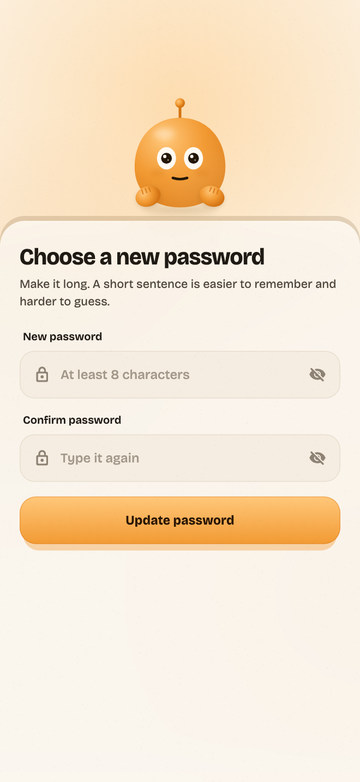 Choose a new password
Make it long. A short sentence is easier to remember and
harder to guess.
New password
At least 8 characters
Confirm password
Type it again
Update password